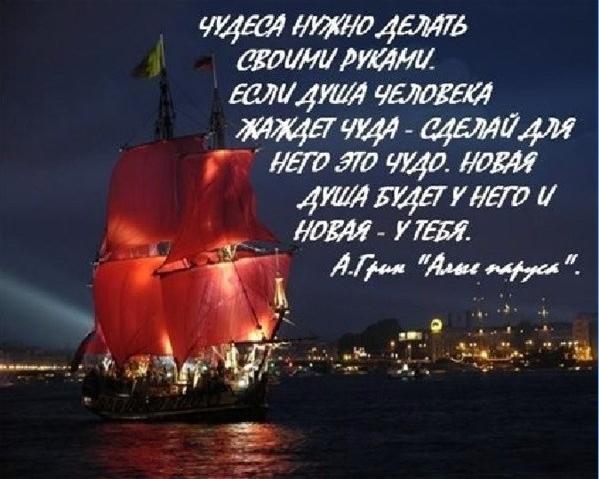 ЧУДЕСА НУЖНО ДЕЛАТЬ
СВОИМИ РУКАМИ.
ЕСЛИ ДУША ЧЕЛОВЕКА
ЖАЖДЕТ ЧУДА - СДЕЛАЙ ДЛЯ
НЕГО ЭТО ЧУДО. НОВАЯ
ДУША БУДЕТ У НЕГО И
НОВАЯ - У ТЕБЯ.
А.Грин "Алые паруса".